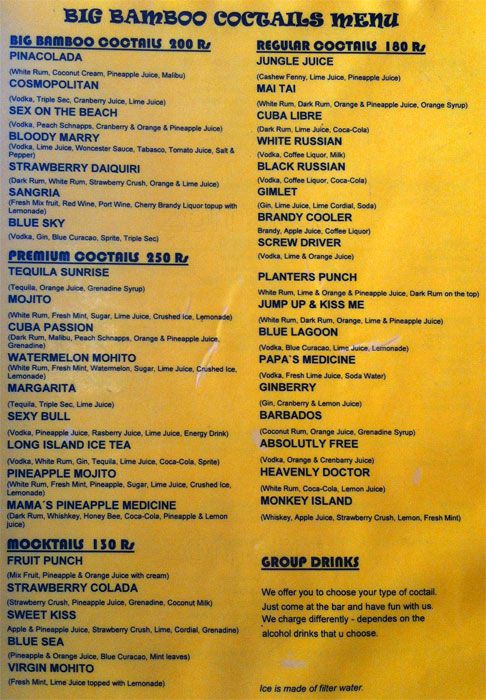 BIG BAMBOO COCTAILS MENU
BIG BAMBOO COCTAILS 200 Rs
PINACOLADA
(White Rum, Coconut Cream, Pineapple Juice, Malibu)
COSMOPOLITAN
(Vodka, Triple Sec, Cranberry Juice, Lime Juice)
SEX ON THE BEACH
(Vodka, Peach Schnapps, Cranberry & Orange & Pineapple Juice)
BLOODY MARRY
(Vodka, Lime Juice, Woncester Sauce, Tabasco, Tomato Juice, Salt &
Pepper)
STRAWBERRY DAIQUIRI
(Dark Rum, White Rum, Strawberry Crush, Orange & Lime Juice)
SANGRIA
(Fresh Mix fruit, Red Wine, Port Wine, Cherry Brandy Liquor topup with
Lemonade)
BLUE SKY
(Vodka, Gin, Blue Curacao, Sprite, Triple Sec)
PREMIUM COCTAILS 250 Rs
TEQUILA SUNRISE
(Tequila, Orange Juice, Grenadine Syrup)
MOJITO
(White Rum, Fresh Mint, Sugar, Lime Juice, Crushed Ice, Lemonade)
CUBA PASSION
(Dark Rum, Malibu, Peach Schnapps, Orange & Pineapple Juice,
Grenadine)
WATERMELON MOHITO
(White Rum, Fresh Mint, Watermelon, Sugar, Lime Juice, Crushed Ice,
Lemonade)
MARGARITA
(Tequila, Triple Sec, Lime Juice)
SEXY BULL
(Vodka, Pineapple Juice, Rasberry Juice, Lime Juice, Energy Drink)
LONG ISLAND ICE TEA
(Vodka, White Rum, Gin, Tequila, Lime Juice, Coca-Cola, Sprite)
PINEAPPLE MOJITO
(White Rum, Fresh Mint, Pineapple, Sugar, Lime Juice, Crushed Ice,
Lemonade)
MAMA´S PINEAPPLE MEDICINE
(Dark Rum, Whishkey, Honey Bee, Coca-Cola, Pineapple & Lemon
juice)
MOCKTAILS 130 Rs
FRUIT PUNCH
(Mix Fruit, Pineapple & Orange Juice with cream)
STRAWBERRY COLADA
(Strawberry Crush, Pineapple Juice, Grenadine, Coconut Milk)
SWEET KISS
Apple & Pineapple Juice, Strawberry Crush, Lime, Cordial, Grenadine)
BLUE SEA
(Pineapple & Orange Juice, Blue Curacao, Mint leaves)
VIRGIN MOHITO
(Fresh Mint, Lime Juice topped with Lemonade)
REGULAR COCTAILS 180 Rs
JUNGLE JUICE
(Cashew Fenny, Lime Juice, Pineapple Juice)
MAI TAI
(White Rum, Dark Rum, Orange & Pineapple Juice, Orange Syrup)
CUBA LIBRE
(Dark Rum, Lime Juice, Coca-Cola)
WHITE RUSSIAN
(Vodka, Coffee Liquor, Milk)
BLACK RUSSIAN
(Vodka, Coffee Liquor, Coca-Cola)
GIMLET
(Gin, Lime Juice, Lime Cordial, Soda)
BRANDY COOLER
Brandy, Apple Juice, Coffee Liquor)
SCREW DRIVER
(Vodka, Lime & Orange Juice)
PLANTERS PUNCH
White Rum, Lime & Orange & Pineapple Juice, Dark Rum on the top)
JUMP UP & KISS ME
(White Rum, Dark Rum, Orange, Lime & Pineapple Juice)
BLUE LAGOON
(Vodka, Blue Curacao, Lime Juice, Lemonade)
PAPA`S MEDICINE
(Vodka, Fresh Lime Juice, Soda Water)
GINBERRY
(Gin, Cranberry & Lemon Juice)
BARBADOS
(Coconut Rum, Orange Juice, Grenadine Syrup)
ABSOLUTLY FREE
(Vodka, Orange & Crenbarry Juice)
HEAVENLY DOCTOR
(White Rum, Coca-Cola, Lemon Juice)
MONKEY ISLAND
(Whiskey, Apple Juice, Strawberry Crush, Lemon, Fresh Mint)
GROUP DRINKS
We offer you to choose your type of coctail.
Just come at the bar and have fun with us.
We charge differently - dependes on the
alcohol drinks that u choose.
Ice is made of filter water.